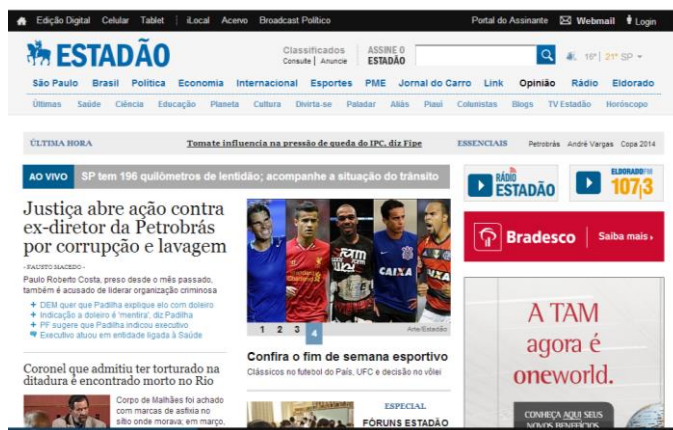 Edição Digital Celular Tablet iLocal Acervo Broadcast Político Portal do Assinante Webmail Login
ESTADÃO
Classificados
Consulte | Anuncie
ASSINE O
ESTADÃO
16° | 21° SP
São Paulo Brasil Política Economia Internacional Esportes PME Jornal do Carro Link Opinião Rádio Eldorado
Últimas Saúde Ciência Educação Planeta Cultura Divirta-se Paladar Aliás Piauí Colunistas Blogs TV Estadão Horóscopo
ÚLTIMA HORA Tomate influencia na pressão de queda do IPC, diz Fipe ESSENCIAIS Petrobrás André Vargas Copa 2014
AO VIVO SP tem 196 quilômetros de lentidão; acompanhe a situação do trânsito
RÁDIO
ESTADÃO
ELDORADO FM
107,3
Justiça abre ação contra
ex-diretor da Petrobrás
por corrupção e lavagem
- FAUSTO MACEDO -
Paulo Roberto Costa, preso desde o mês passado,
também é acusado de liderar organização criminosa
+ DEM quer que Padilha explique elo com doleiro
+ Indicação a doleiro é 'mentira', diz Padilha
+ PF sugere que Padilha indicou executivo
Executivo atuou em entidade ligada à Saúde
Coronel que admitiu ter torturado na
ditadura é encontrado morto no Rio
Corpo de Malhães foi achado
com marcas de asfixia no
sítio onde morava; em março,
CAIXA
CAIXA
1 2 3 4
Arte/Estadão
Confira o fim de semana esportivo
Clássicos no futebol do País, UFC e decisão no vôlei
ESPECIAL
FÓRUNS ESTADÃO
Bradesco Saiba mais
A TAM
agora é
oneworld.
CONHEÇA AQUI SEUS
NOVOS BENEFÍCIOS